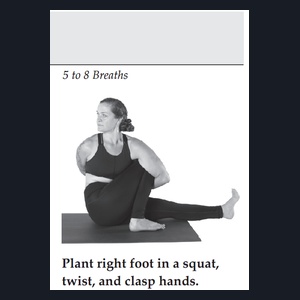 5 to 8 Breaths
Plant right foot in a squat,
twist, and clasp hands.